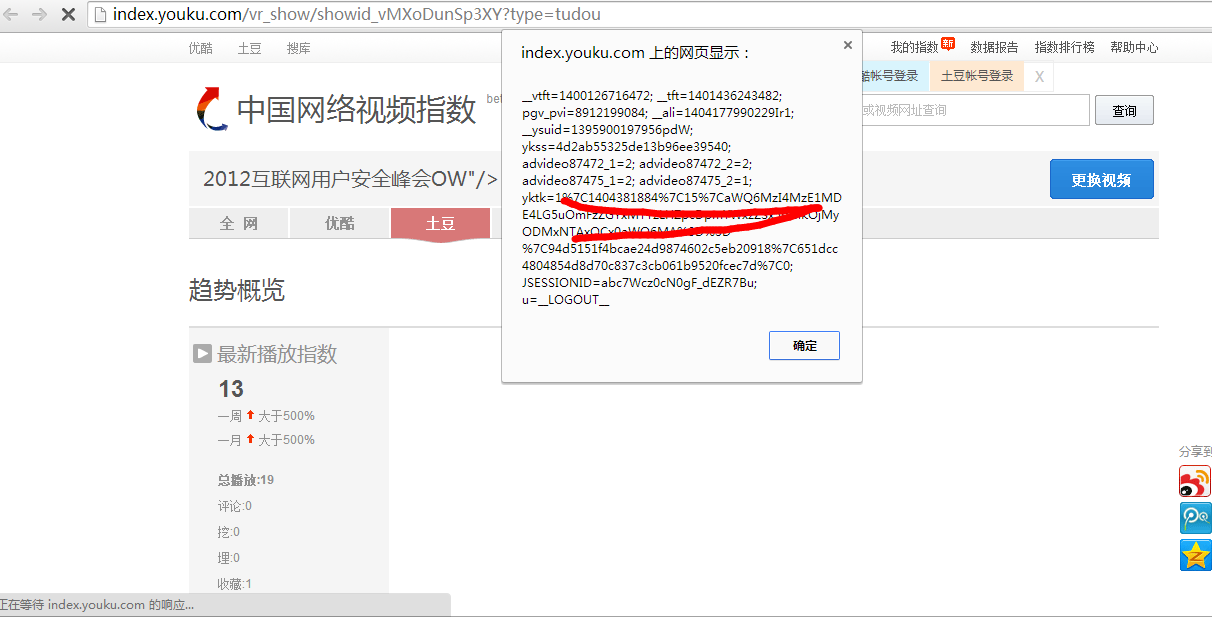 index.youku.com/vr_show/showid_vMXoDunSp3XY?type=tudou
优酷 土豆 搜库
我的指数 新 数据报告 指数排行榜 帮助中心
酷帐号登录 土豆帐号登录 X
中国网络视频指数
或视频网址查询 查询
2012互联网用户安全峰会OW"/>
更换视频
全 网 优酷 土豆
index.youku.com 上的网页显示：
__vtft=1400126716472; __tft=1401436243482;
pgv_pvi=8912199084; __ali=1404177990229Ir1;
__ysuid=1395900197956pdW;
ykss=4d2ab55325de13b96ee39540;
advideo87472_1=2; advideo87472_2=2;
advideo87475_1=2; advideo87475_2=1;
yktk=1%7C1404381884%7C15%7CaWQ6MzI4MzE1MD
%7C94d5151f4bcae24d9874602c5eb20918%7C651dcc
4804854d8d70c837c3cb061b9520fcec7d%7C0;
JSESSIONID=abc7Wcz0cN0gF_dEZR7Bu;
u=__LOGOUT__
确定
趋势概览
最新播放指数
13
一周 大于500%
一月 大于500%
总播放:19
评论:0
挖:0
埋:0
收藏:1
分享到
正在等待 index.youku.com 的响应...